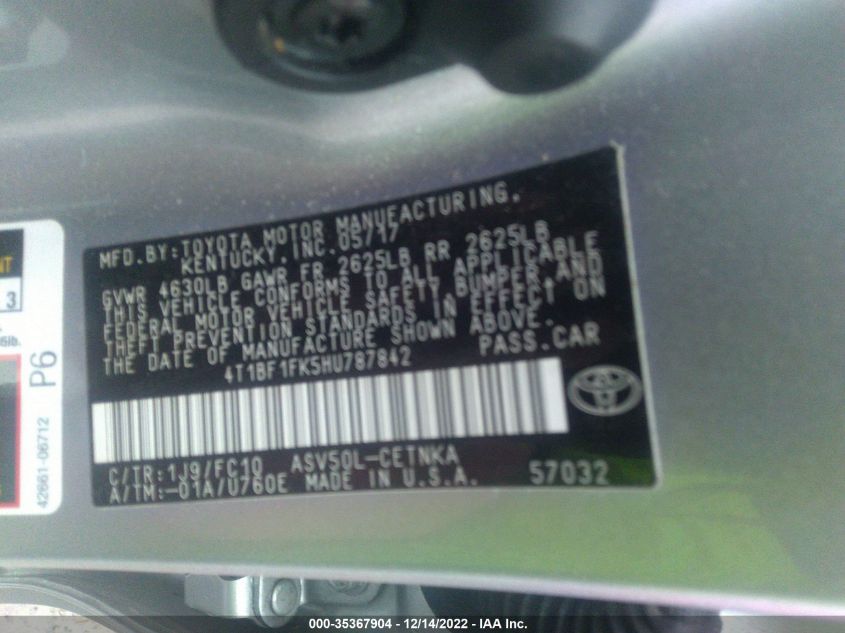 MFD.BY:TOYOTA MOTOR MANUFACTURING,
KENTUCKY,INC.05/17
GVWR 4630LB GAWR FR 2625LB RR 2625LB
THIS VEHICLE CONFORMS TO ALL APPLICABLE
FEDERAL MOTOR VEHICLE SAFETY,BUMPER,AND
THEFT PREVENTION STANDARDS IN EFFECT ON
THE DATE OF MANUFACTURE SHOWN ABOVE.
4T1BF1FK5HU787842 PASS.CAR
C/TR:1J9/FC10 ASV50L-CETNKA
A/TM:-01A/U760E MADE IN U.S.A. 57032
NT
3
P6
42661-06712
000-35367904 - 12/14/2022 - IAA Inc.